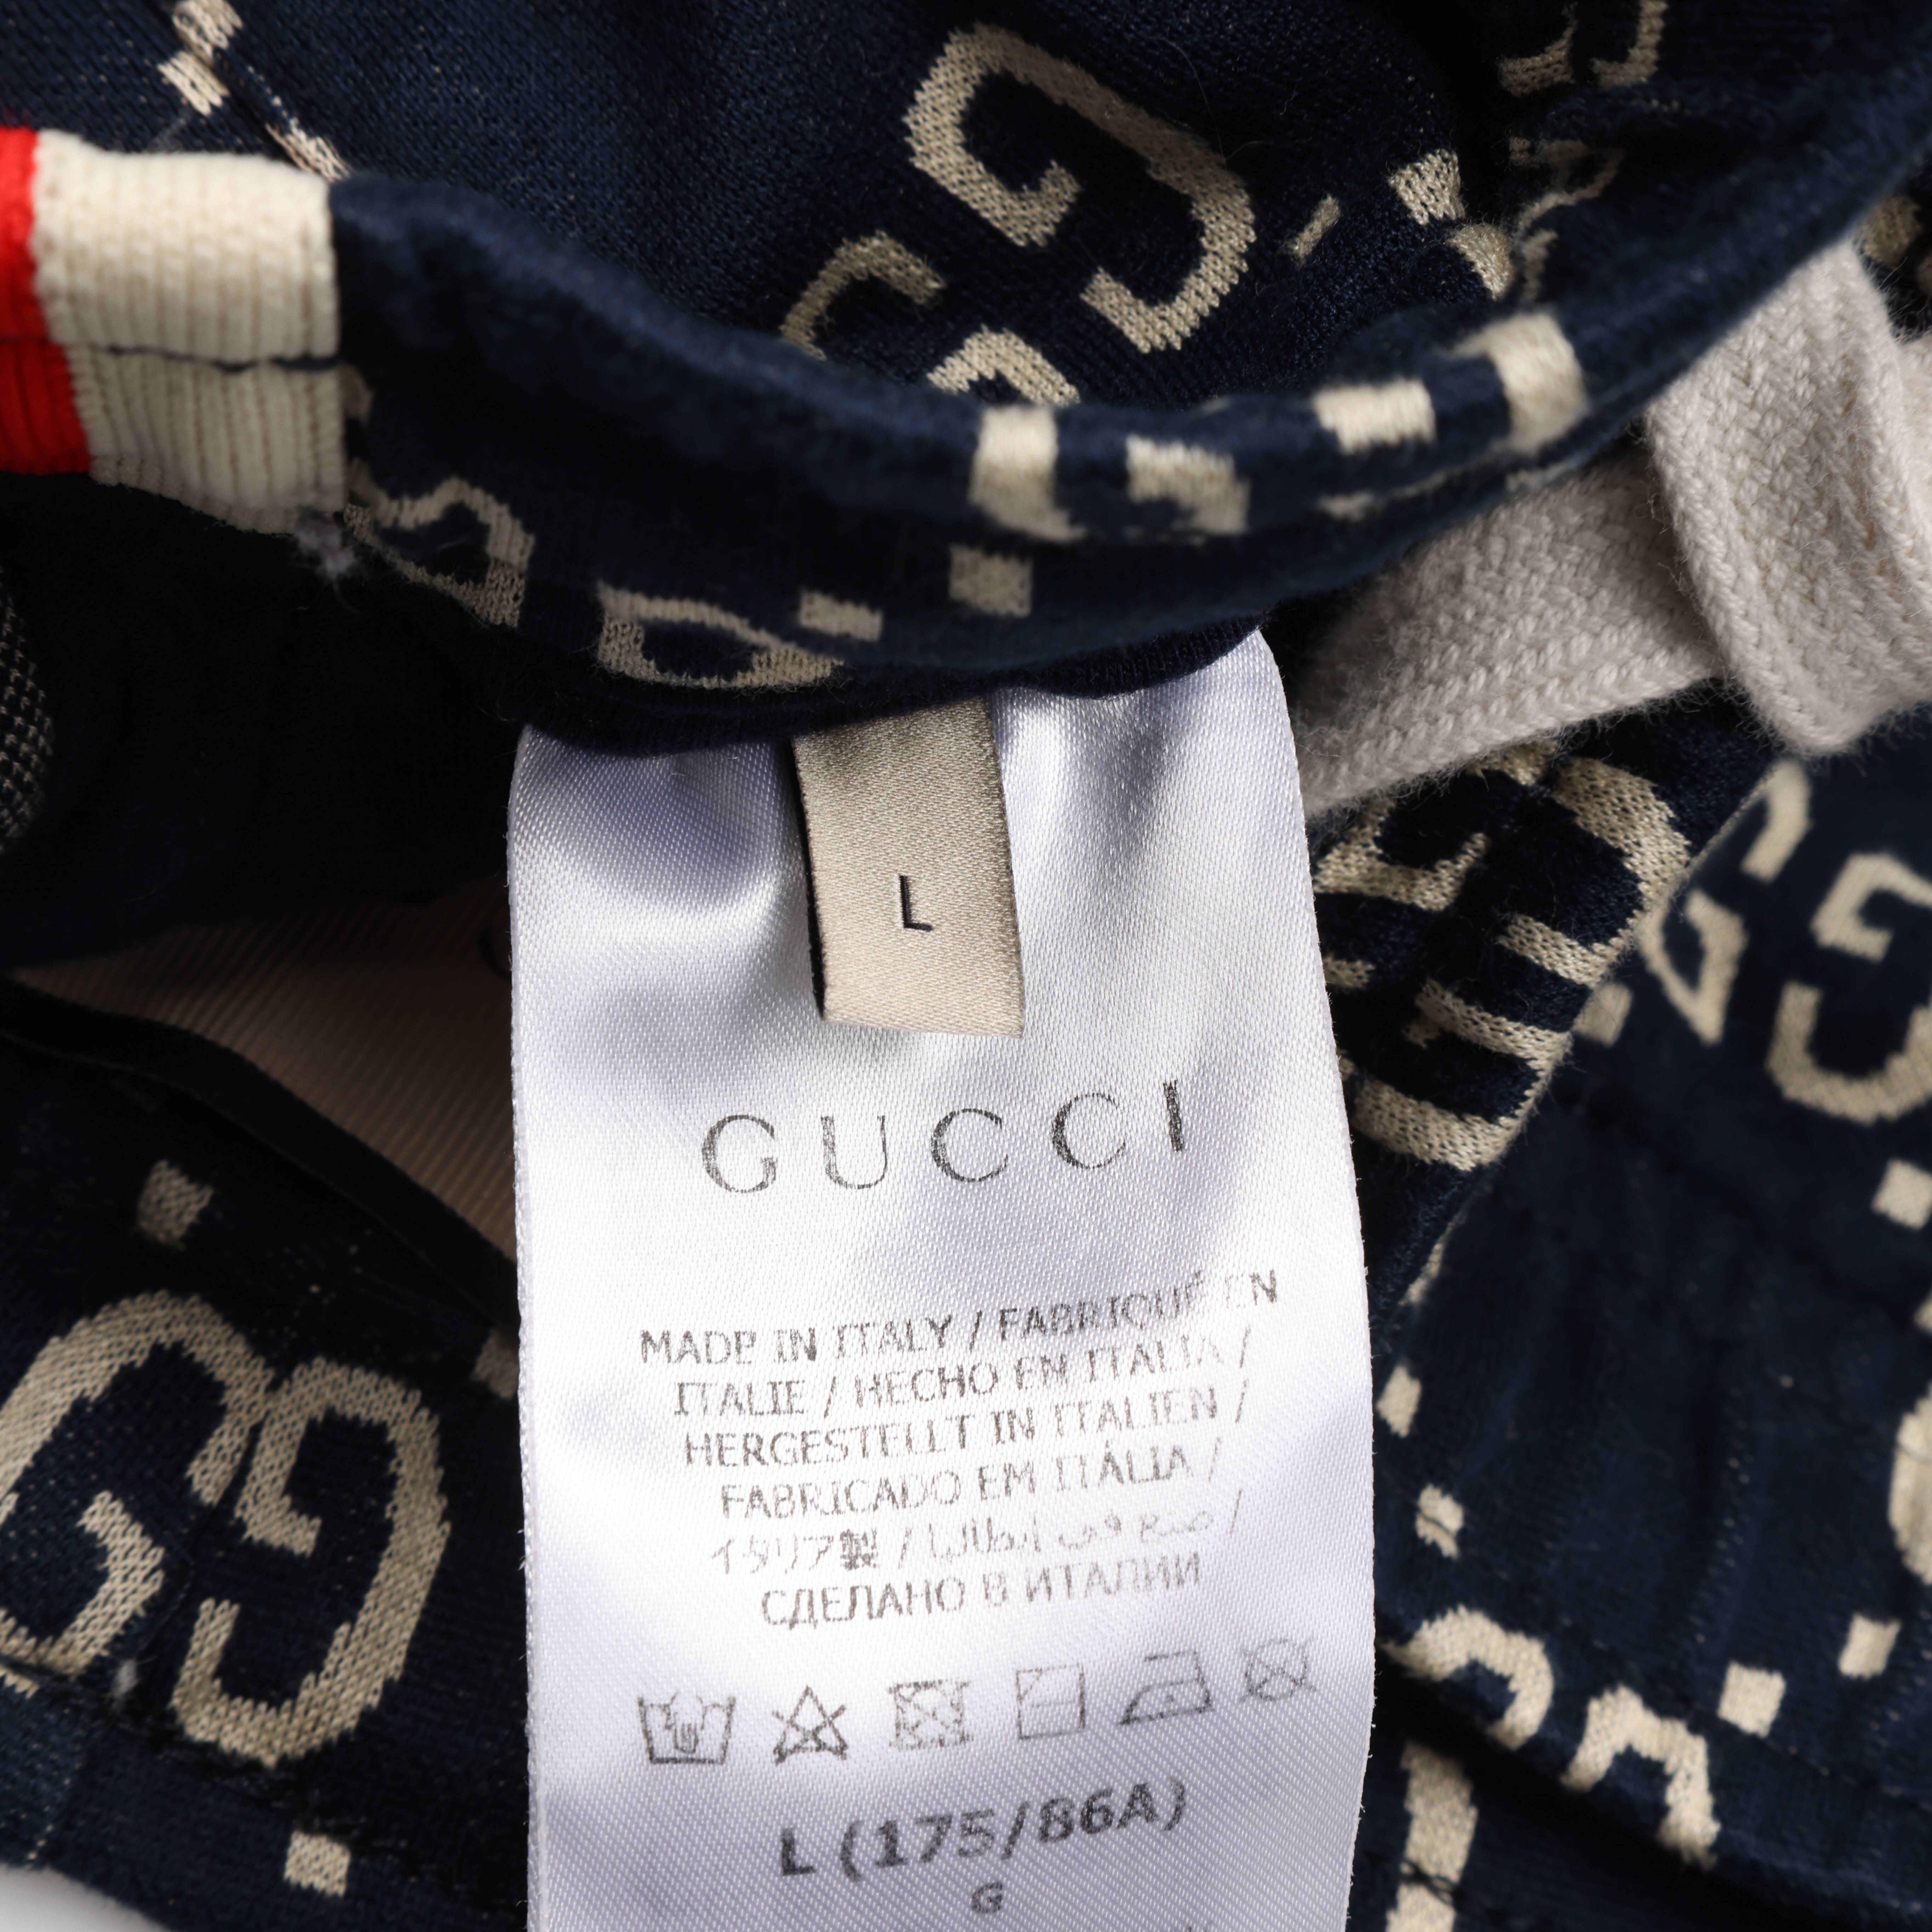 L
GUCCI
MADE IN ITALY / FABRIQUÉ EN
ITALIE / HECHO EN ITALIA /
HERGESTELLT IN ITALIEN /
FABRICADO EM ITÁLIA /
イタリア製 / صنع في إيطاليا /
СДЕЛАНО В ИТАЛИИ
L (175/86A)
G